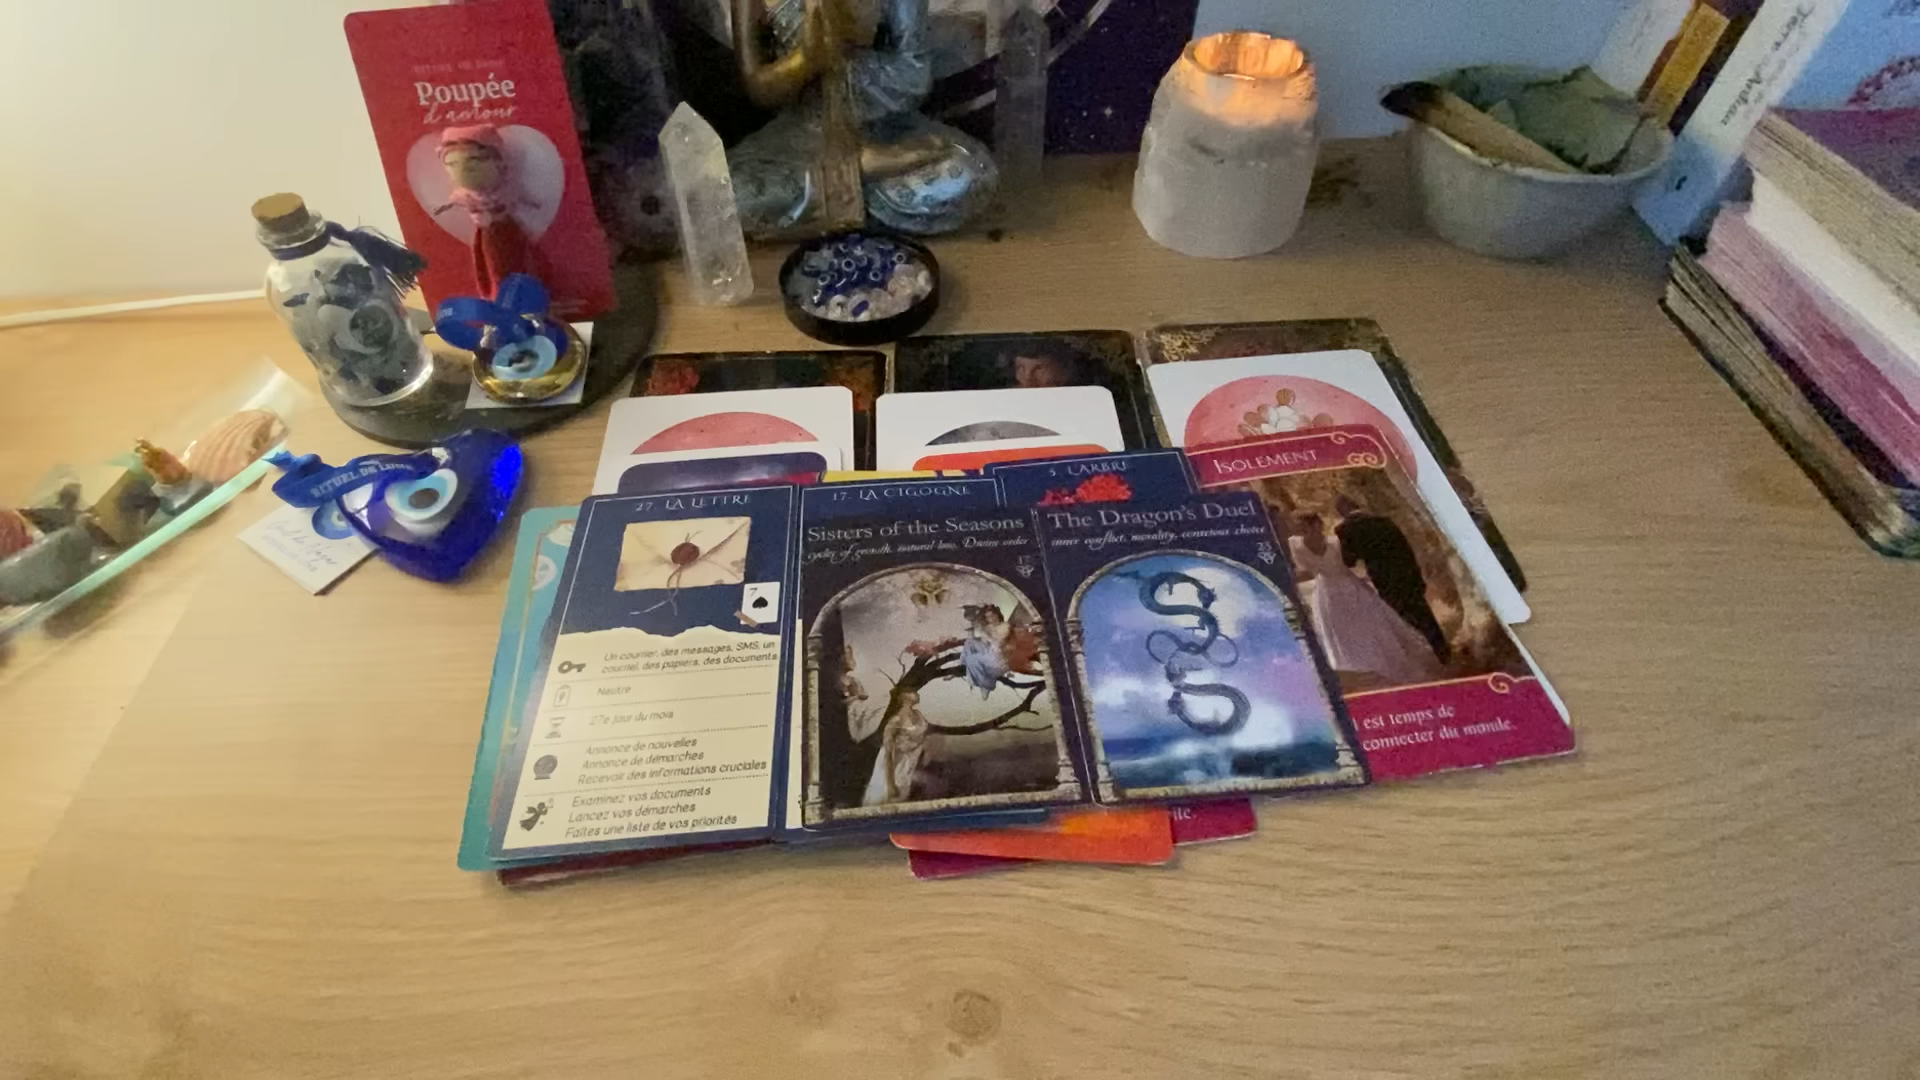 Poupée
d'amour
RITUEL DE LUNE
27. LA LETTRE
7
Un courrier, des messages, SMS, un
courriel, des papiers, des documents
Neutre
27e jour du mois
Annonce de nouvelles
Annonce de démarches
Recevoir des informations cruciales
Examinez vos documents
Lancez vos démarches
Faites une liste de vos priorités
17. LA CIGOGNE
Sisters of the Seasons
cycles of growth, natural law, Divine order
17
5. L'ARBRE
The Dragon's Duel
inner conflict, morality, conscious choice
25
ISOLEMENT
l est temps de
connecter du monde.